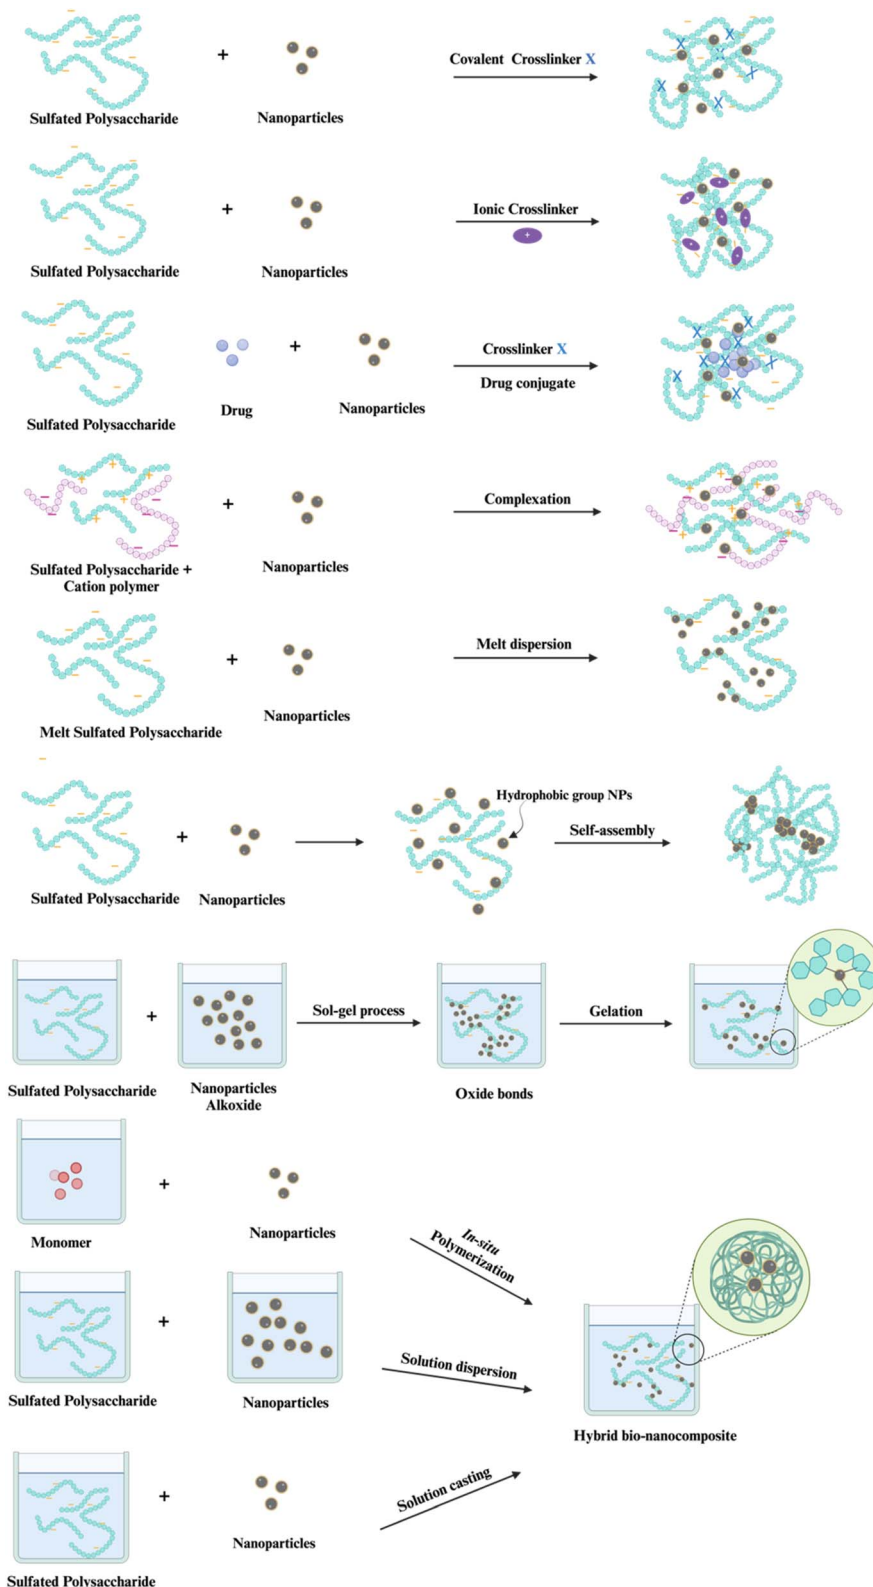 Covalent Crosslinker X
Sulfated Polysaccharide
Nanoparticles
Ionic Crosslinker
Sulfated Polysaccharide
Nanoparticles
Crosslinker X
Drug conjugate
Sulfated Polysaccharide
Drug
Nanoparticles
Complexation
Sulfated Polysaccharide +
Cation polymer
Nanoparticles
Melt dispersion
Melt Sulfated Polysaccharide
Nanoparticles
Hydrophobic group NPs
Self-assembly
Sulfated Polysaccharide
Nanoparticles
Sol-gel process
Gelation
Sulfated Polysaccharide
Nanoparticles
Alkoxide
Oxide bonds
Monomer
Nanoparticles
In-situ
Polymerization
Sulfated Polysaccharide
Nanoparticles
Solution dispersion
Hybrid bio-nanocomposite
Solution casting
Nanoparticles
Sulfated Polysaccharide